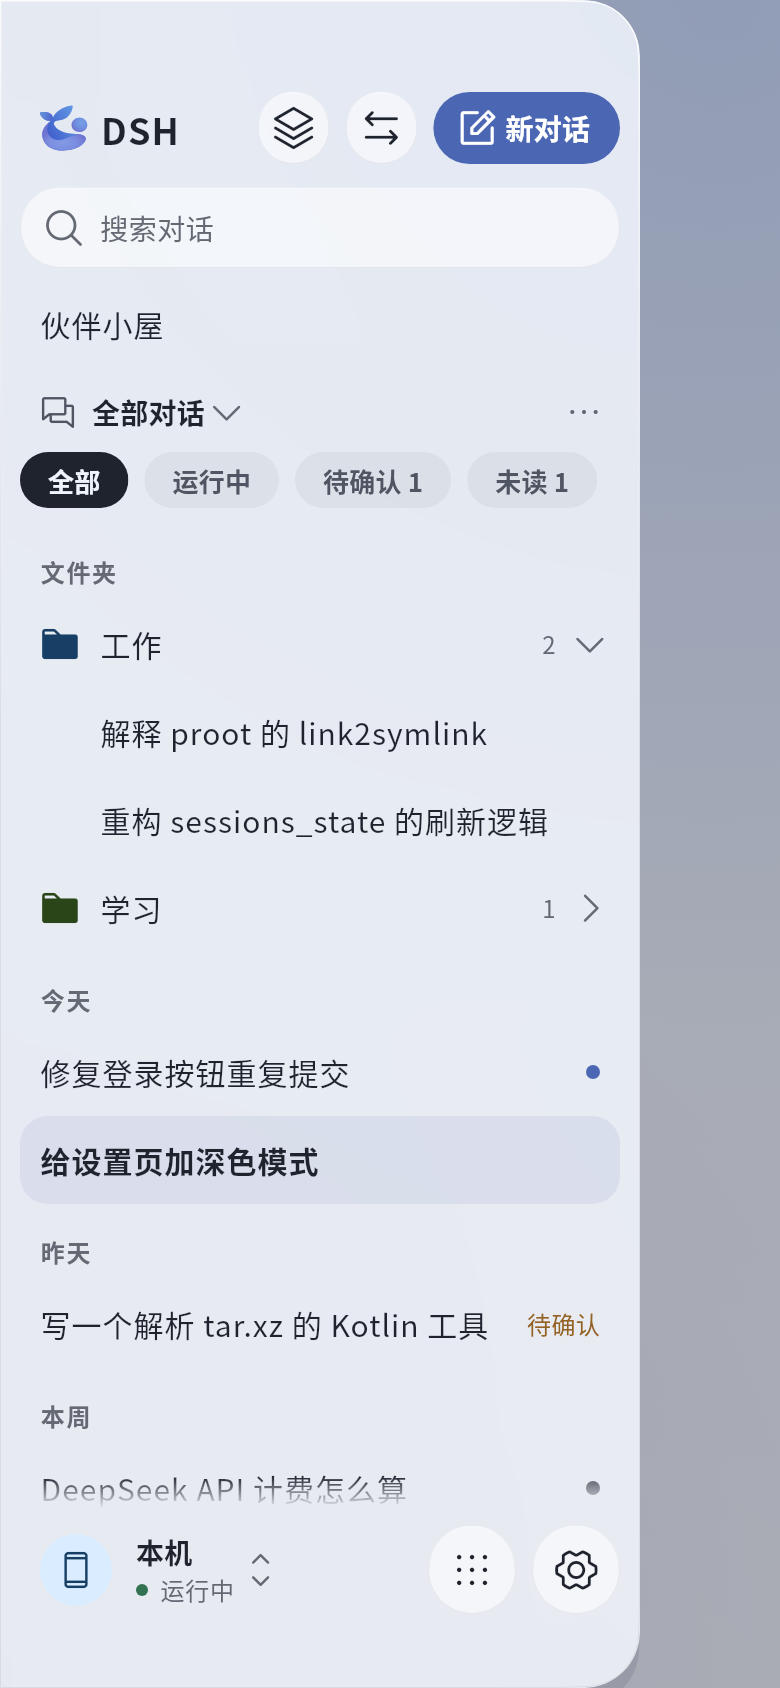 DSH
新对话
搜索对话
伙伴小屋
全部对话
全部 运行中 待确认 1 未读 1
文件夹
工作 2
解释 proot 的 link2symlink
重构 sessions_state 的刷新逻辑
学习 1
今天
修复登录按钮重复提交
给设置页加深色模式
昨天
写一个解析 tar.xz 的 Kotlin 工具 待确认
本周
DeepSeek API 计费怎么算
本机
运行中